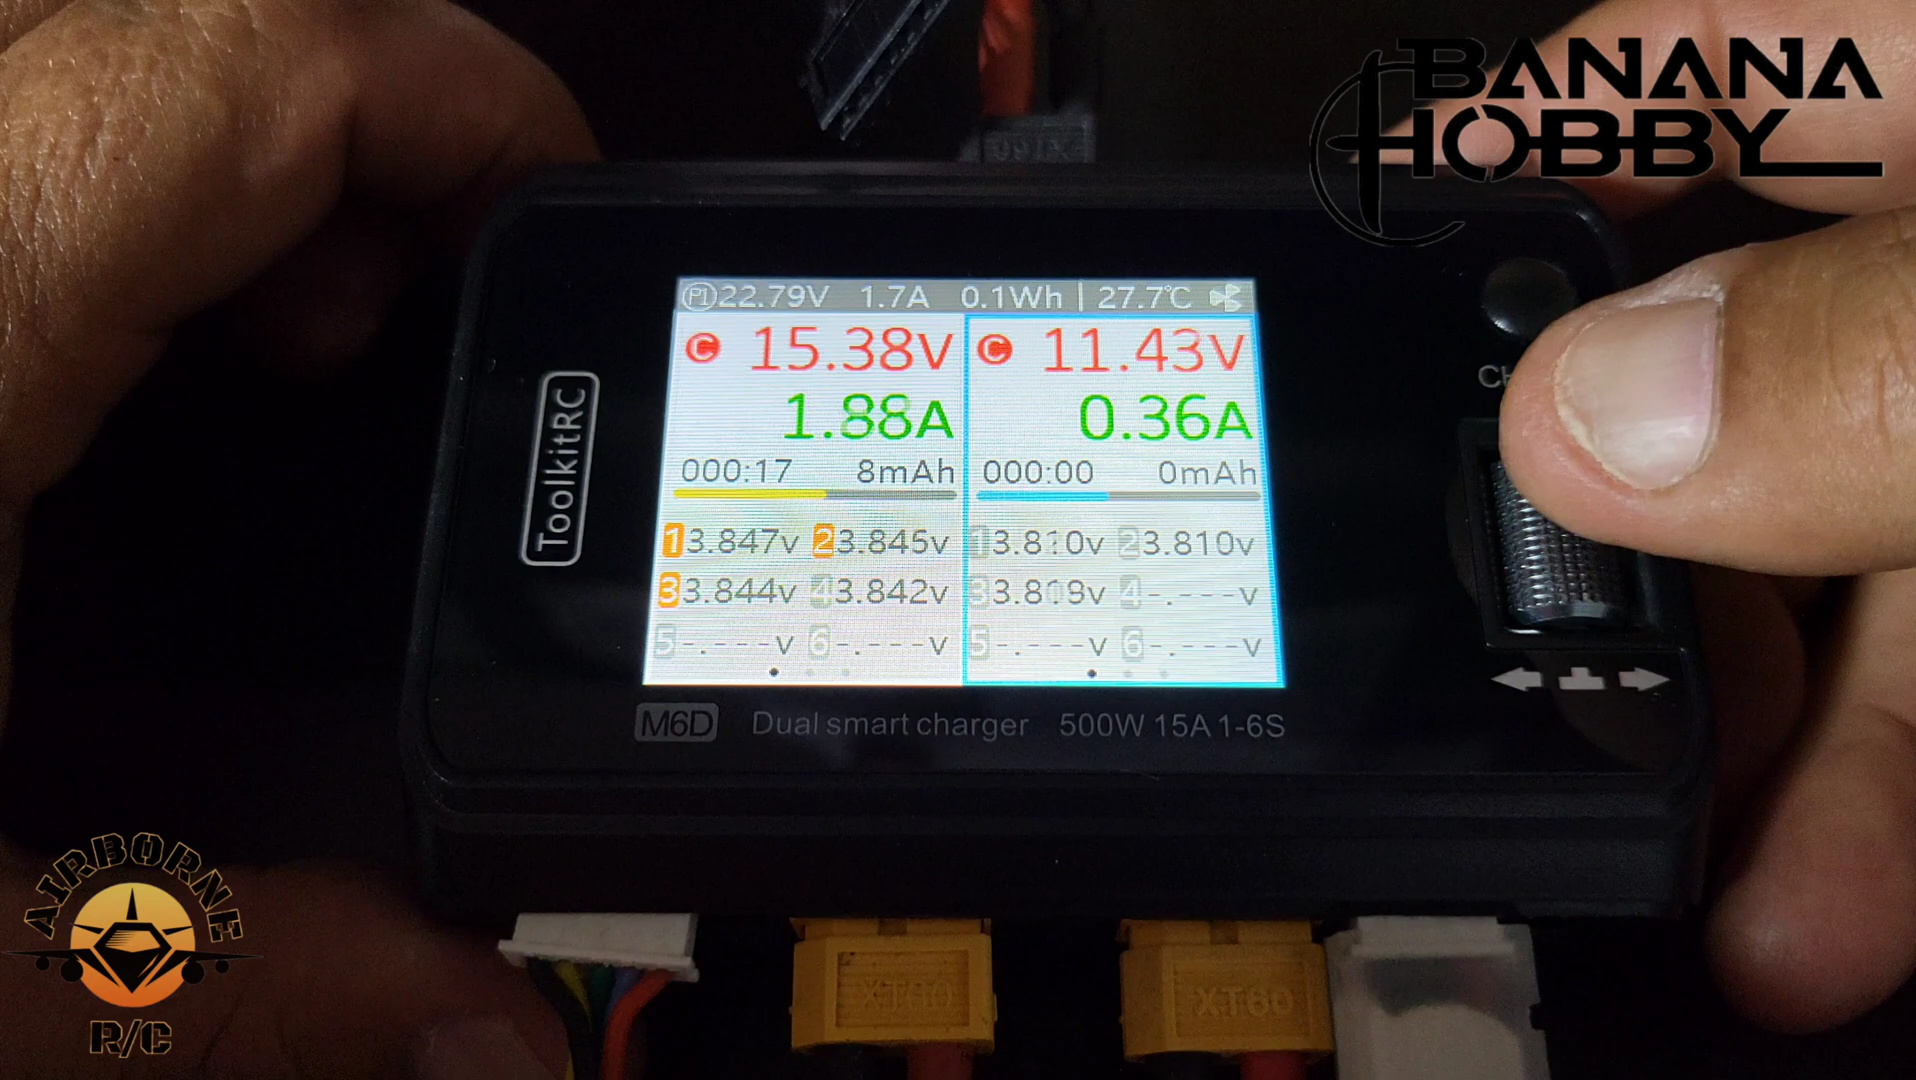 BANANA
HOBBY
XT60
P1 22.79V 1.7A 0.1Wh | 27.7℃
C 15.38V
1.88A
000:17 8mAh
1 3.847v 2 3.845v
3 3.844v 4 3.842v
5 -.---v 6 -.---v
C 11.43V
0.36A
000:00 0mAh
1 3.810v 2 3.810v
3 4 -.---v
5 -.---v 6 -.---v
ToolkitRC
M6D Dual smart charger 500W 15A 1-6S
XT60
XT60
AIRBORNE
R/C